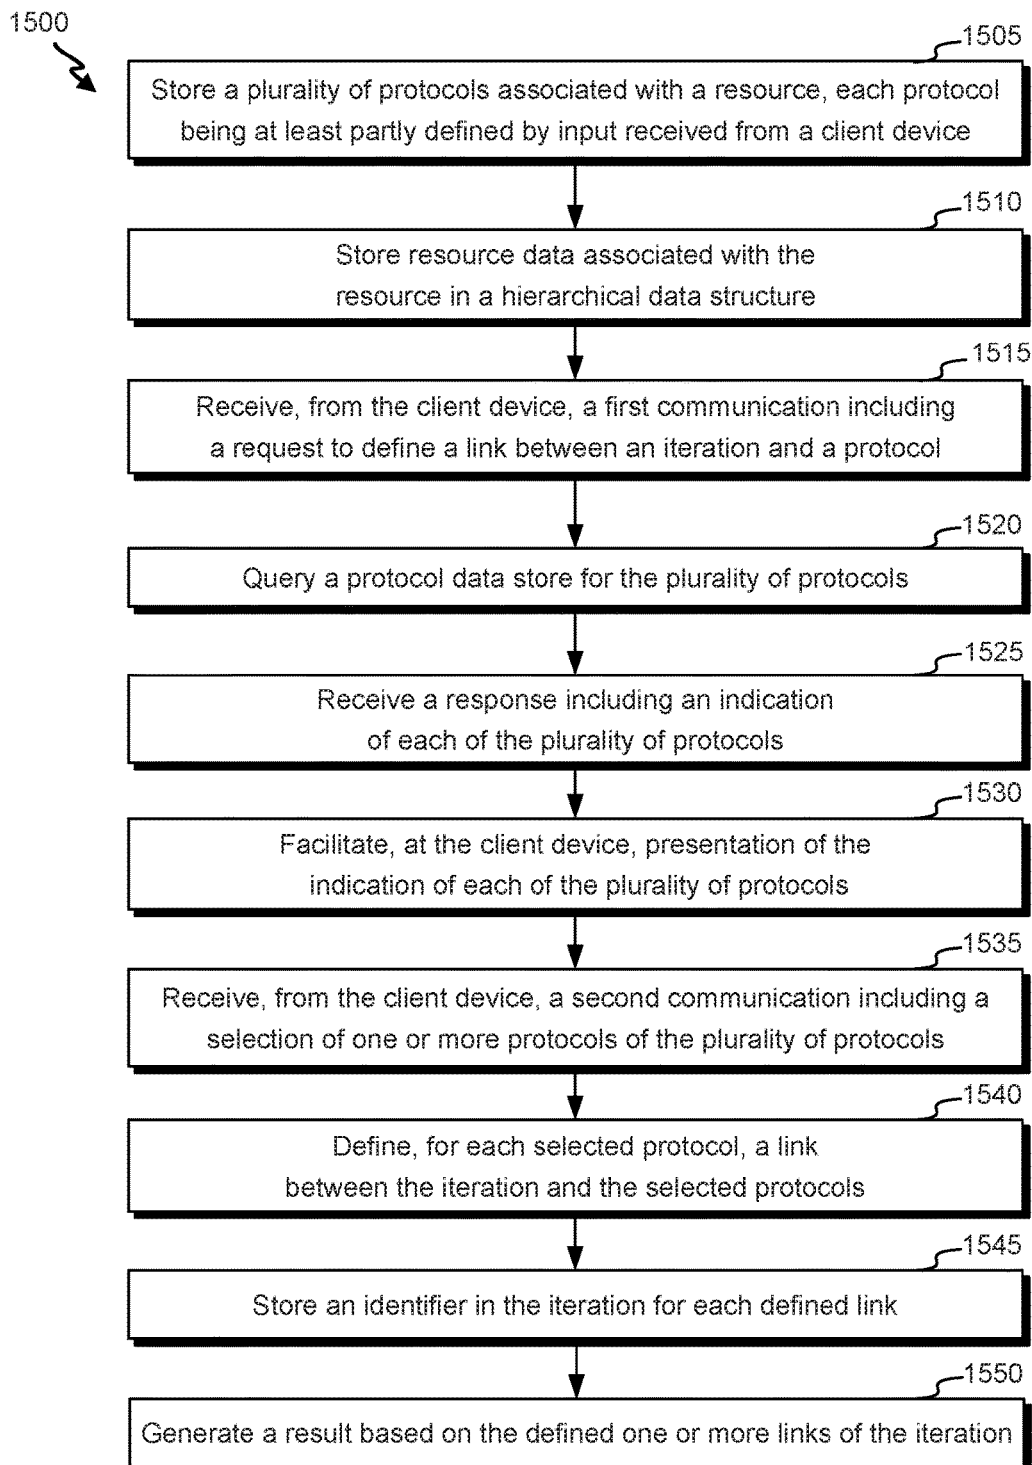 1500
1505
Store a plurality of protocols associated with a resource, each protocol
being at least partly defined by input received from a client device
1510
Store resource data associated with the
resource in a hierarchical data structure
1515
Receive, from the client device, a first communication including
a request to define a link between an iteration and a protocol
1520
Query a protocol data store for the plurality of protocols
1525
Receive a response including an indication
of each of the plurality of protocols
1530
Facilitate, at the client device, presentation of the
indication of each of the plurality of protocols
1535
Receive, from the client device, a second communication including a
selection of one or more protocols of the plurality of protocols
1540
Define, for each selected protocol, a link
between the iteration and the selected protocols
1545
Store an identifier in the iteration for each defined link
1550
Generate a result based on the defined one or more links of the iteration